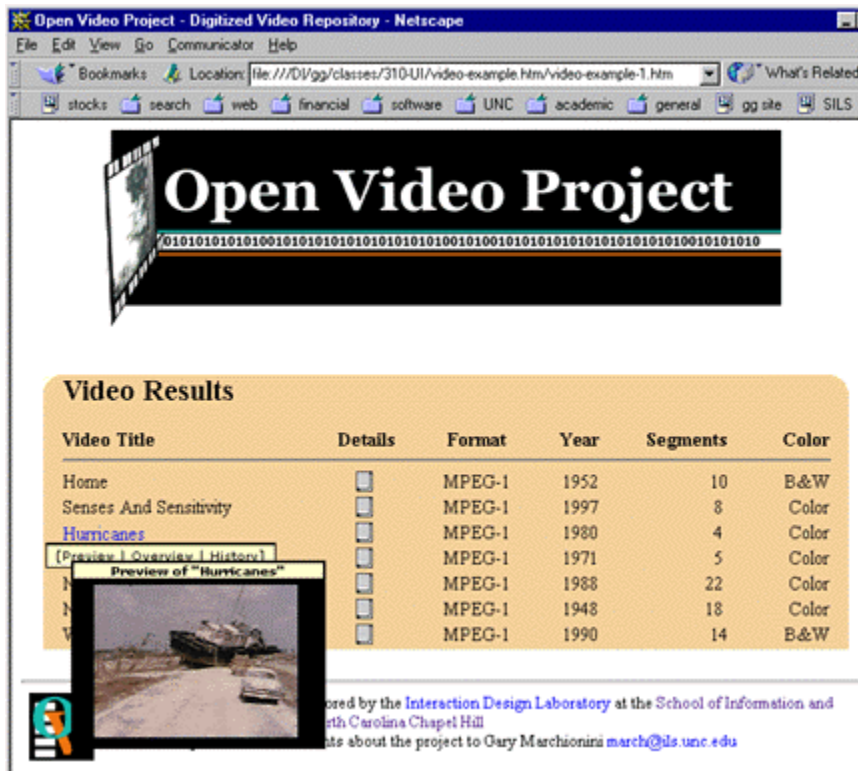 Open Video Project - Digitized Video Repository - Netscape
File Edit View Go Communicator Help
Bookmarks Location: file:///D|/gg/classes/310-UI/video-example.htm/video-example-1.htm What's Related
stocks search web financial software UNC academic general gg site SILS
Open Video Project
Video Results
Video Title Details Format Year Segments Color
Home MPEG-1 1952 10 B&W
Senses And Sensitivity MPEG-1 1997 8 Color
Hurricanes MPEG-1 1980 4 Color
[Preview | Overview | History] MPEG-1 1971 5 Color
Preview of "Hurricanes"
N MPEG-1 1988 22 Color
N MPEG-1 1948 18 Color
MPEG-1 1990 14 B&W
ored by the Interaction Design Laboratory at the School of Information and
rth Carolina Chapel Hill
nts about the project to Gary Marchionini march@ils.unc.edu